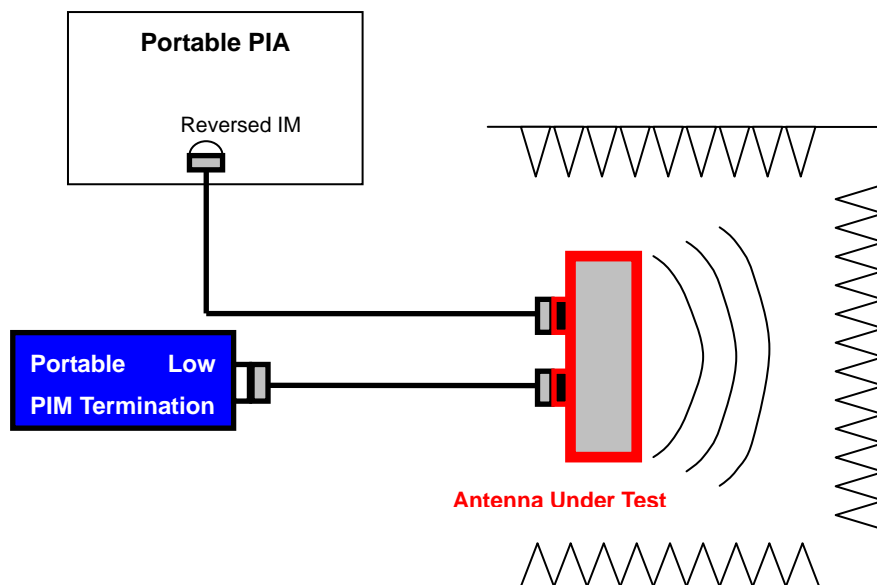 Portable PIA
Reversed IM
Portable Low
PIM Termination
Antenna Under Test